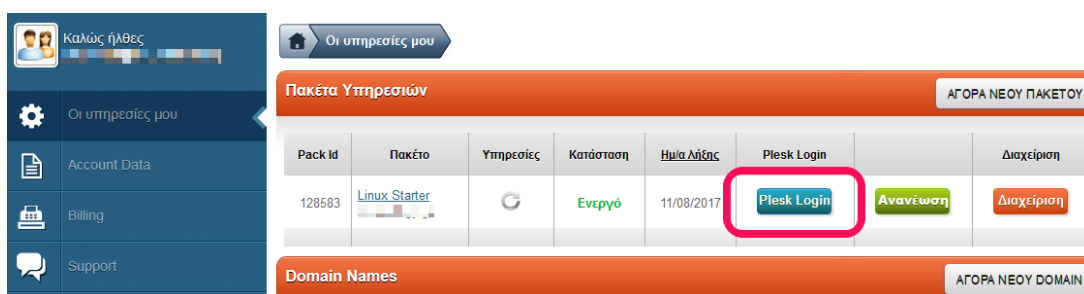 Καλώς ήλθες
Οι υπηρεσίες μου
Οι υπηρεσίες μου
Account Data
Billing
Support
Πακέτα Υπηρεσιών
ΑΓΟΡΑ ΝΕΟΥ ΠΑΚΕΤΟΥ
Pack Id Πακέτο Υπηρεσίες Κατάσταση Ημ/α Λήξης Plesk Login Διαχείριση
128583 Linux Starter Ενεργό 11/08/2017 Plesk Login Ανανέωση Διαχείριση
Domain Names
ΑΓΟΡΑ ΝΕΟΥ DOMAIN